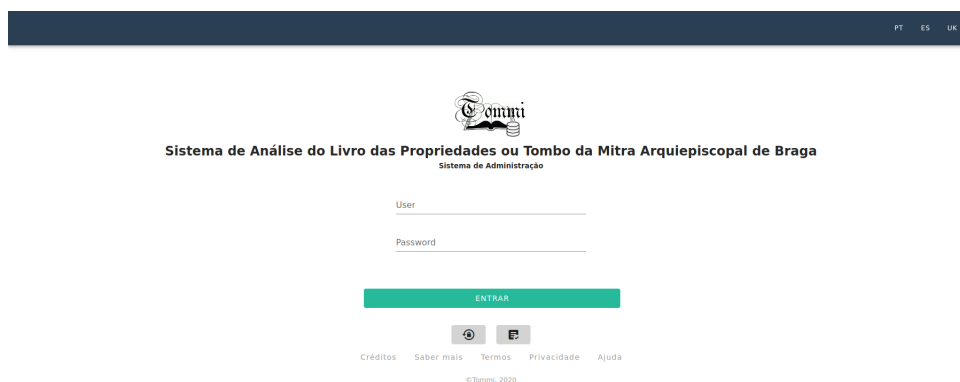 PT ES UK
Tommi
Sistema de Análise do Livro das Propriedades ou Tombo da Mitra Arquiepiscopal de Braga
Sistema de Administração
User
Password
ENTRAR
Créditos Saber mais Termos Privacidade Ajuda
©Tommi, 2020